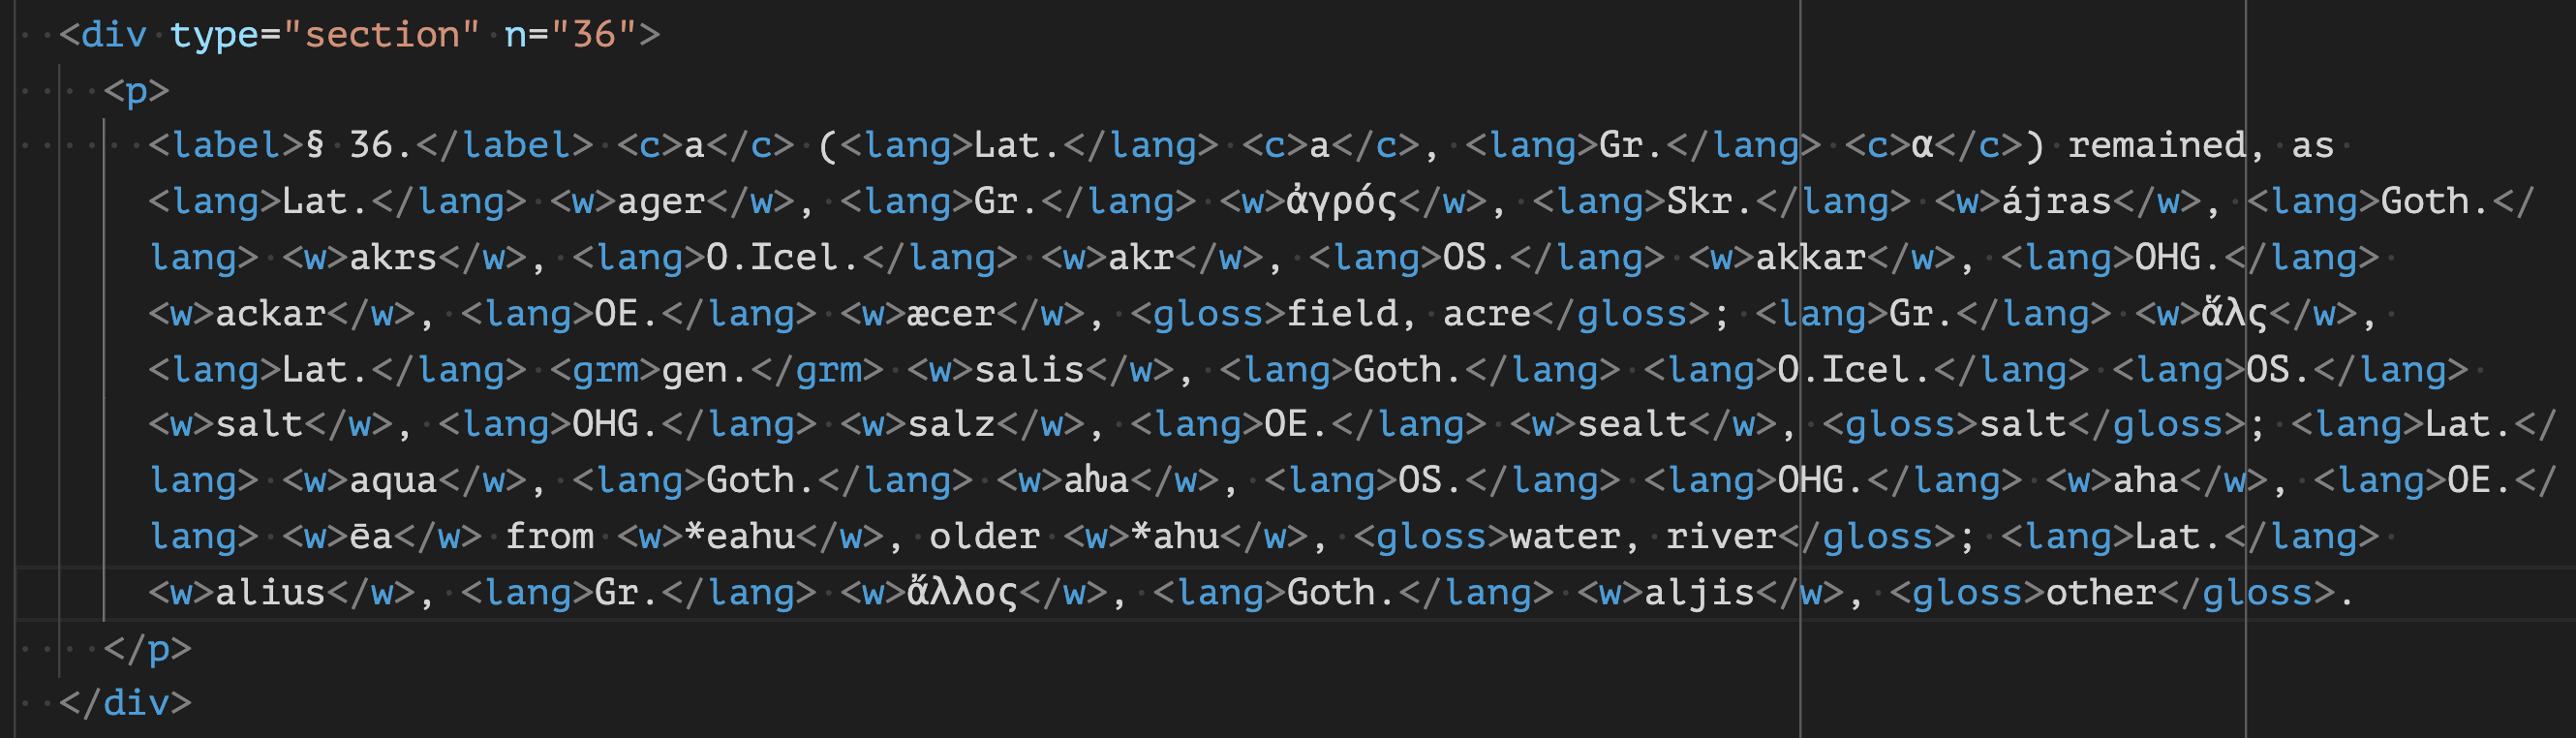 <div type="section" n="36">
<p>
<label>§ 36.</label> <c>a</c> (<lang>Lat.</lang> <c>a</c>, <lang>Gr.</lang> <c>α</c>) remained, as
<lang>Lat.</lang> <w>ager</w>, <lang>Gr.</lang> <w>ἀγρός</w>, <lang>Skr.</lang> <w>ájras</w>, <lang>Goth.</
lang> <w>akrs</w>, <lang>O.Icel.</lang> <w>akr</w>, <lang>OS.</lang> <w>akkar</w>, <lang>OHG.</lang>
<w>ackar</w>, <lang>OE.</lang> <w>æcer</w>, <gloss>field, acre</gloss>; <lang>Gr.</lang> <w>ἅλς</w>,
<lang>Lat.</lang> <grm>gen.</grm> <w>salis</w>, <lang>Goth.</lang> <lang>O.Icel.</lang> <lang>OS.</lang>
<w>salt</w>, <lang>OHG.</lang> <w>salz</w>, <lang>OE.</lang> <w>sealt</w>, <gloss>salt</gloss>; <lang>Lat.</
lang> <w>aqua</w>, <lang>Goth.</lang> <w>aƕa</w>, <lang>OS.</lang> <lang>OHG.</lang> <w>aha</w>, <lang>OE.</
lang> <w>ēa</w> from <w>*eahu</w>, older <w>*ahu</w>, <gloss>water, river</gloss>; <lang>Lat.</lang>
<w>alius</w>, <lang>Gr.</lang> <w>ἄλλος</w>, <lang>Goth.</lang> <w>aljis</w>, <gloss>other</gloss>.
</p>
</div>